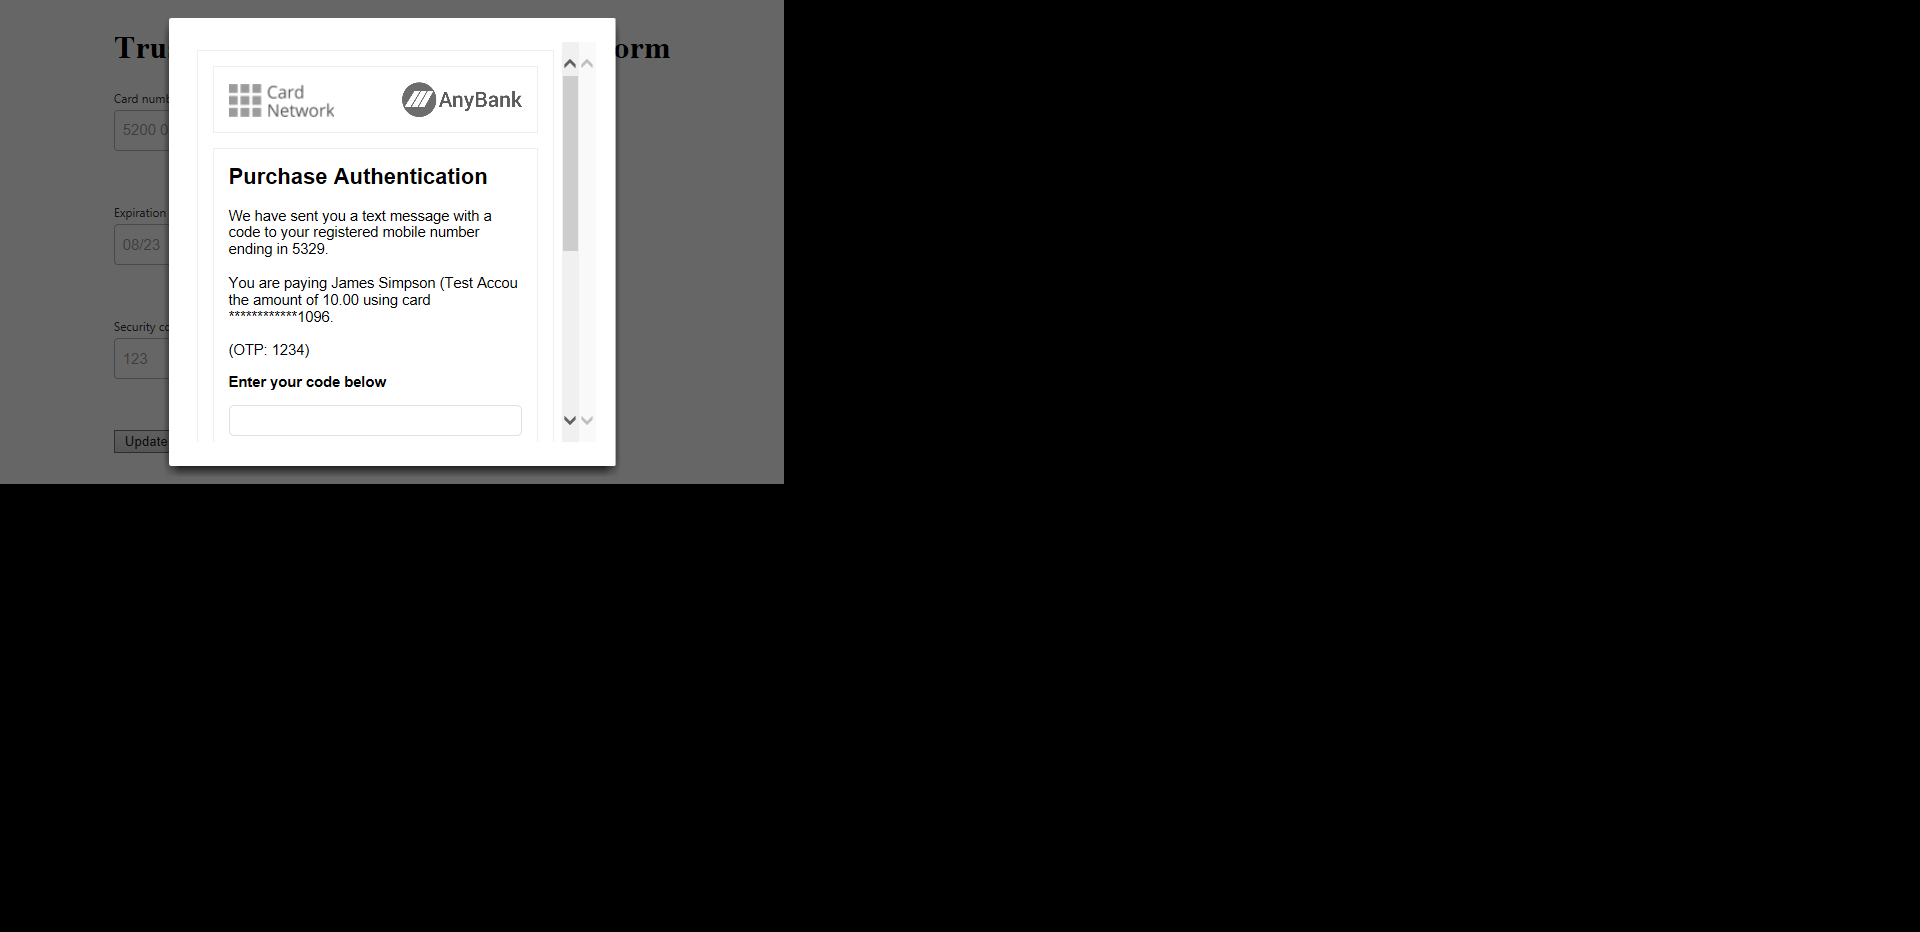 Tru
orm
Card
Network
AnyBank
Card numb
5200 0
Purchase Authentication
We have sent you a text message with a
code to your registered mobile number
ending in 5329.
Expiration
08/23
You are paying James Simpson (Test Accou
the amount of 10.00 using card
************1096.
Security co
123
(OTP: 1234)
Enter your code below
Update